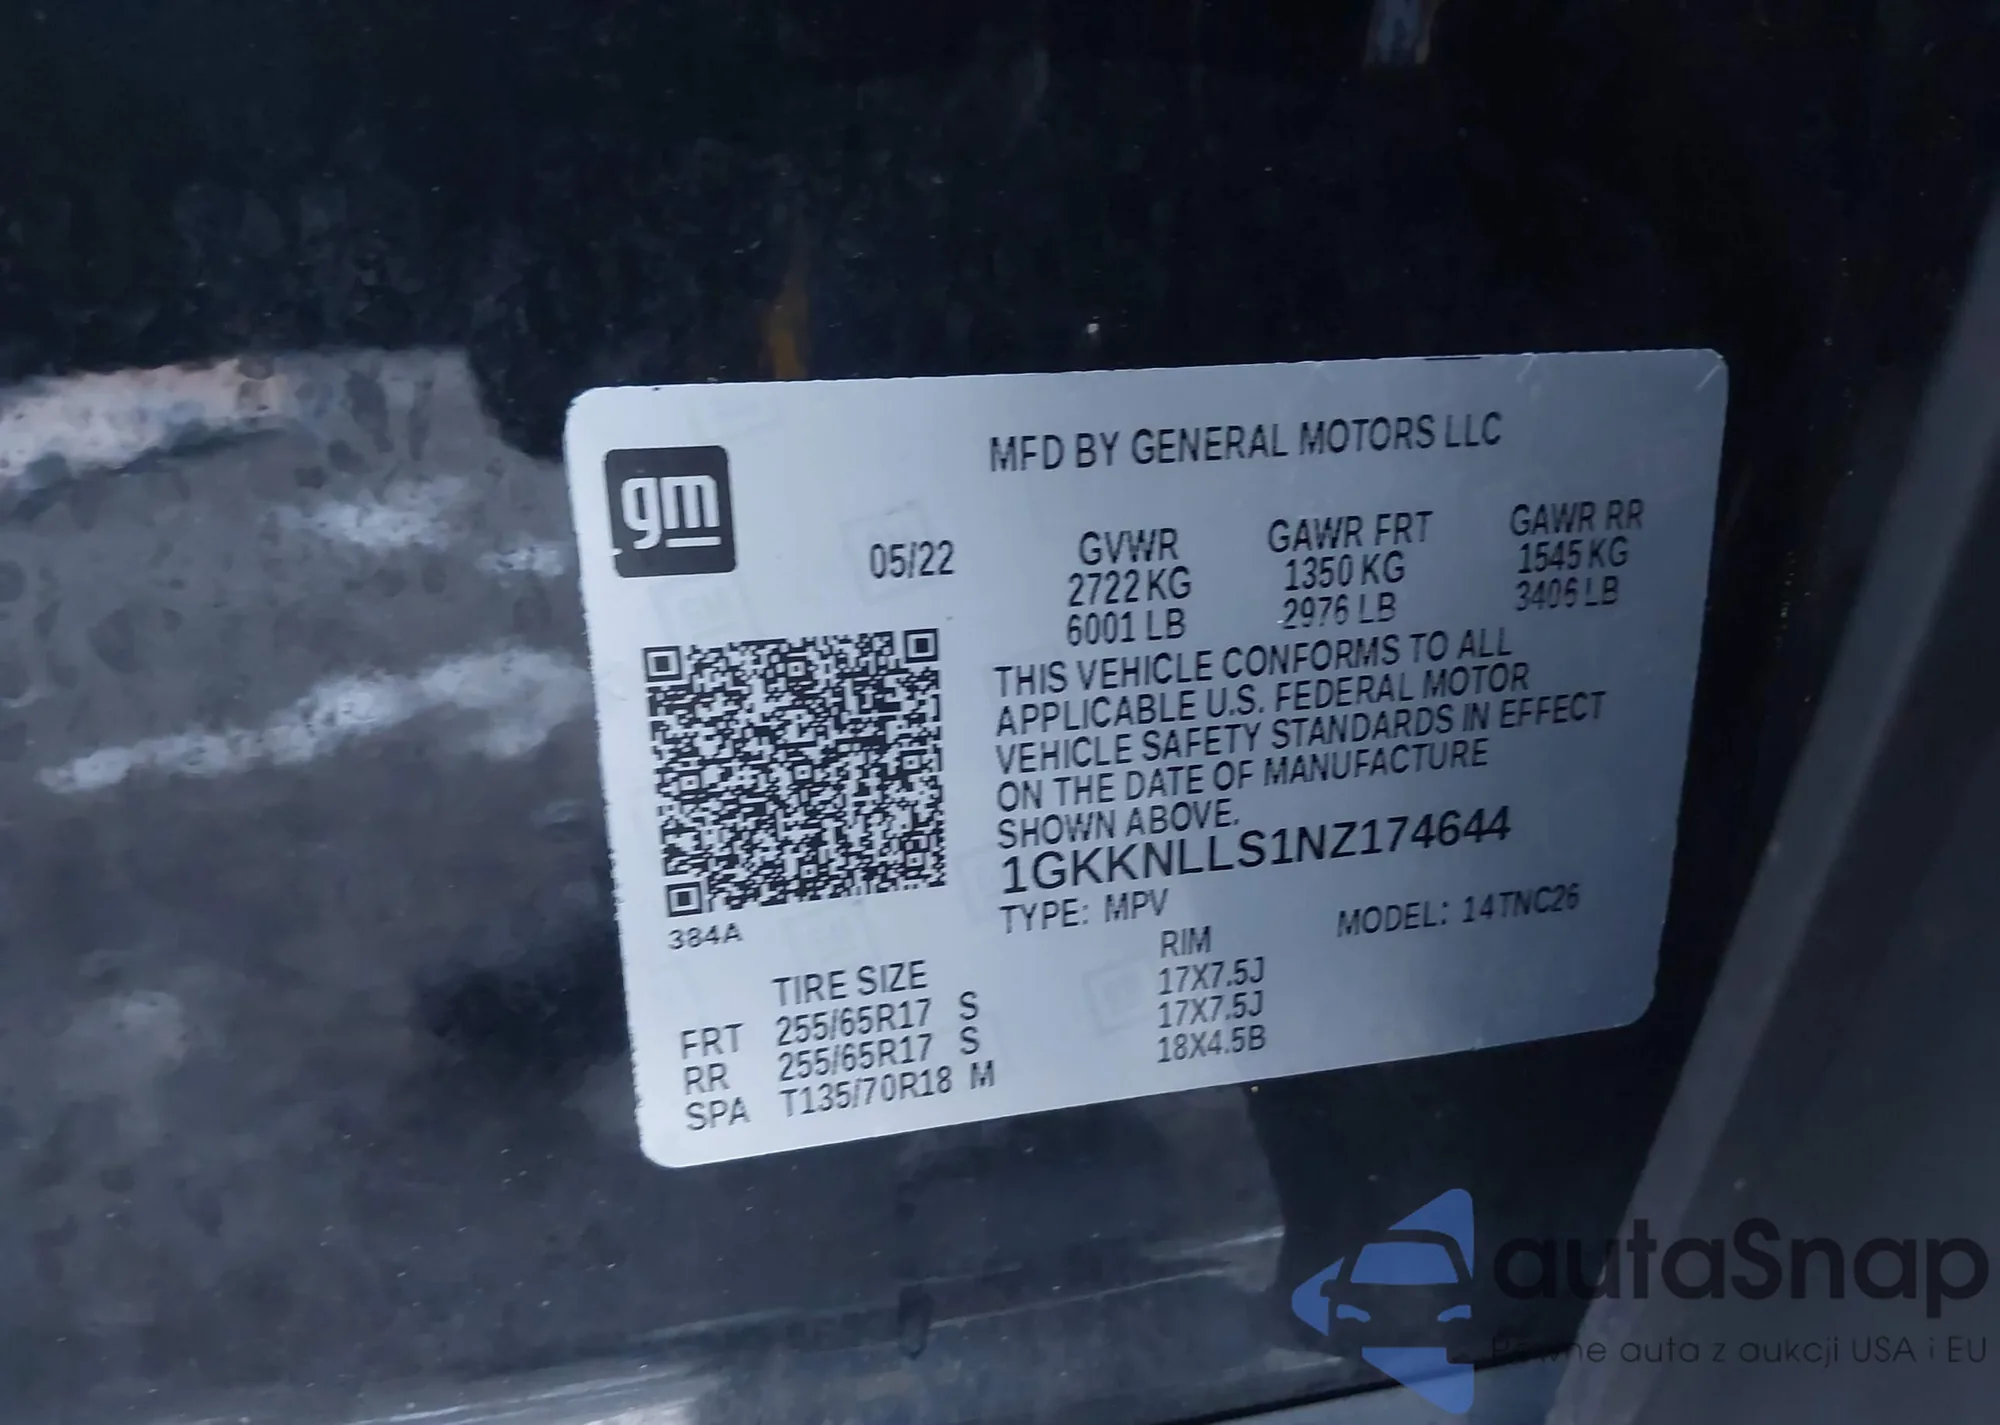 gm
MFD BY GENERAL MOTORS LLC
05/22
GVWR
2722 KG
6001 LB
GAWR FRT
1350 KG
2976 LB
GAWR RR
1545 KG
3406 LB
THIS VEHICLE CONFORMS TO ALL
APPLICABLE U.S. FEDERAL MOTOR
VEHICLE SAFETY STANDARDS IN EFFECT
ON THE DATE OF MANUFACTURE
SHOWN ABOVE.
1GKKNLLS1NZ174644
TYPE: MPV
MODEL: 14TNC26
384A
TIRE SIZE RIM
FRT 255/65R17 S 17X7.5J
RR 255/65R17 S 17X7.5J
SPA T135/70R18 M 18X4.5B
autaSnap
Pewne auta z aukcji USA i EU